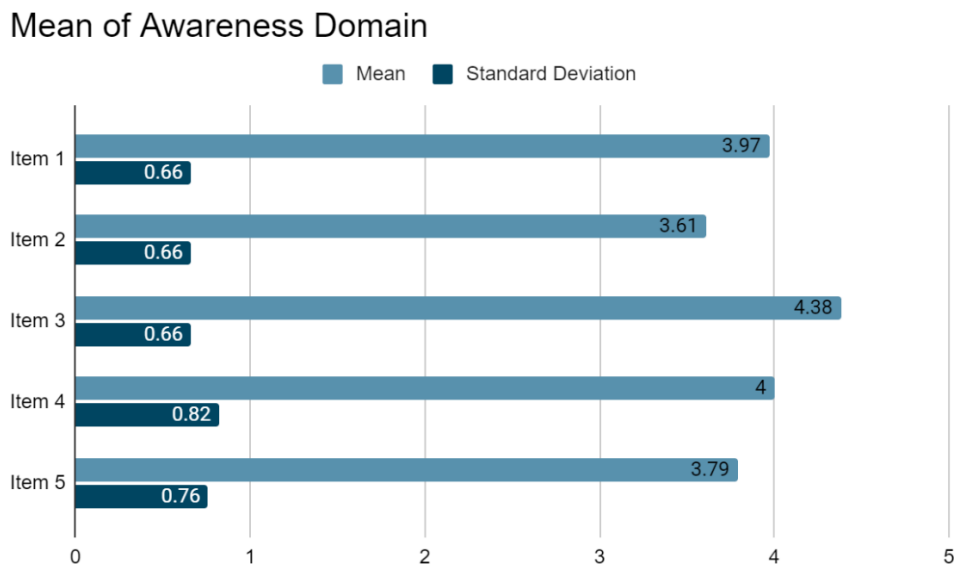 Mean of Awareness Domain
Mean Standard Deviation
Item 1 3.97
0.66
Item 2 3.61
0.66
Item 3 4.38
0.66
Item 4 4
0.82
Item 5 3.79
0.76
0 1 2 3 4 5